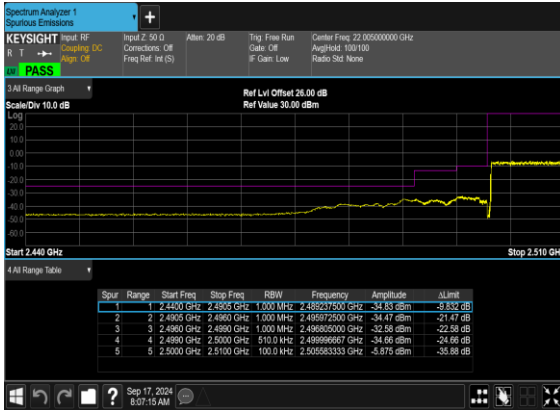 Spectrum Analyzer 1
Spurious Emissions
KEYSIGHT Input: RF Input Z: 50 Ω Atten: 20 dB Trig: Free Run Center Freq: 22.005000000 GHz
R T Coupling: DC Corrections: Off Gate: Off Avg|Hold: 100/100
Align: Off Freq Ref: Int (S) IF Gain: Low Radio Std: None
PASS
3 All Range Graph
Ref Lvl Offset 26.00 dB
Scale/Div 10.0 dB Ref Value 30.00 dBm
Log
20.0
10.0
0.00
-10.0
-20.0
-30.0
-40.0
-50.0
-60.0
Start 2.440 GHz Stop 2.510 GH
4 All Range Table
Spur Range Start Freq Stop Freq RBW Frequency Amplitude ΔLimit
1 1 2.4400 GHz 2.4905 GHz 1.000 MHz 2.489237500 GHz -34.83 dBm -9.832 dB
2 2 2.4905 GHz 2.4960 GHz 1.000 MHz 2.495972500 GHz -34.47 dBm -21.47 dB
3 3 2.4960 GHz 2.4990 GHz 1.000 MHz 2.496805000 GHz -32.58 dBm -22.58 dB
4 4 2.4990 GHz 2.5000 GHz 510.0 kHz 2.499996667 GHz -34.66 dBm -24.66 dB
5 5 2.5000 GHz 2.5100 GHz 100.0 kHz 2.505583333 GHz -5.875 dBm -35.88 dB
Sep 17, 2024
8:07:15 AM